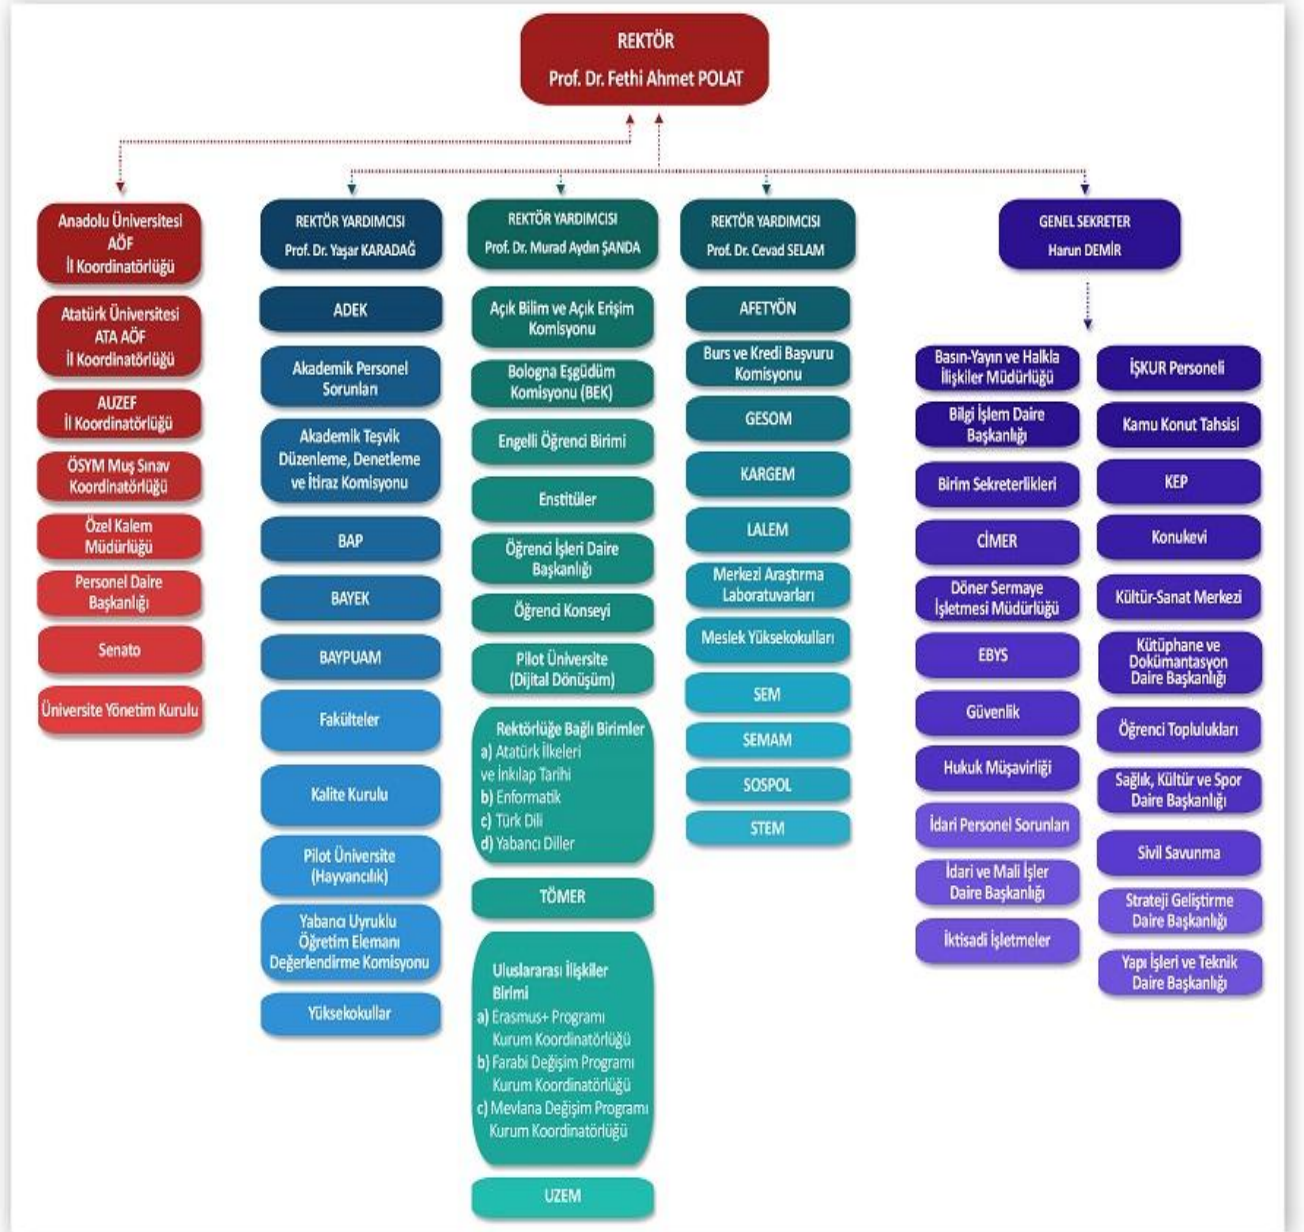 REKTÖR
Prof. Dr. Fethi Ahmet POLAT
Anadolu Üniversitesi
AÖF
İl Koordinatörlüğü
Atatürk Üniversitesi
ATA AÖF
İl Koordinatörlüğü
AUZEF
İl Koordinatörlüğü
ÖSYM Muş Sınav
Koordinatörlüğü
Özel Kalem
Müdürlüğü
Personel Daire
Başkanlığı
Senato
Üniversite Yönetim Kurulu
REKTÖR YARDIMCISI
Prof. Dr. Yaşar KARADAĞ
ADEK
Akademik Personel
Sorunları
Akademik Teşvik
Düzenleme, Denetleme
ve İtiraz Komisyonu
BAP
BAYEK
BAYPUAM
Fakülteler
Kalite Kurulu
Pilot Üniversite
(Hayvancılık)
Yabancı Uyruklu
Öğretim Elemanı
Değerlendirme Komisyonu
Yüksekokullar
REKTÖR YARDIMCISI
Prof. Dr. Murad Aydın ŞANDA
Açık Bilim ve Açık Erişim
Komisyonu
Bologna Eşgüdüm
Komisyonu (BEK)
Engelli Öğrenci Birimi
Enstitüler
Öğrenci İşleri Daire
Başkanlığı
Öğrenci Konseyi
Pilot Üniversite
(Dijital Dönüşüm)
Rektörlüğe Bağlı Birimler
a) Atatürk İlkeleri
ve İnkılap Tarihi
b) Enformatik
c) Türk Dili
d) Yabancı Diller
TÖMER
Uluslararası İlişkiler
Birimi
a) Erasmus+ Programı
Kurum Koordinatörlüğü
b) Farabi Değişim Programı
Kurum Koordinatörlüğü
c) Mevlana Değişim Programı
Kurum Koordinatörlüğü
UZEM
REKTÖR YARDIMCISI
Prof. Dr. Cevad SELAM
AFETYÖN
Burs ve Kredi Başvuru
Komisyonu
GESOM
KARGEM
LALEM
Merkezi Araştırma
Laboratuvarları
Meslek Yüksekokulları
SEM
SEMAM
SOSPOL
STEM
GENEL SEKRETER
Harun DEMİR
Basın-Yayın ve Halkla
İlişkiler Müdürlüğü
Bilgi İşlem Daire
Başkanlığı
Birim Sekreterlikleri
CİMER
Döner Sermaye
İşletmesi Müdürlüğü
EBYS
Güvenlik
Hukuk Müşavirliği
İdari Personel Sorunları
İdari ve Mali İşler
Daire Başkanlığı
İktisadi İşletmeler
İŞKUR Personeli
Kamu Konut Tahsisi
KEP
Konukevi
Kültür-Sanat Merkezi
Kütüphane ve
Dokümantasyon
Daire Başkanlığı
Öğrenci Toplulukları
Sağlık, Kültür ve Spor
Daire Başkanlığı
Sivil Savunma
Strateji Geliştirme
Daire Başkanlığı
Yapı İşleri ve Teknik
Daire Başkanlığı